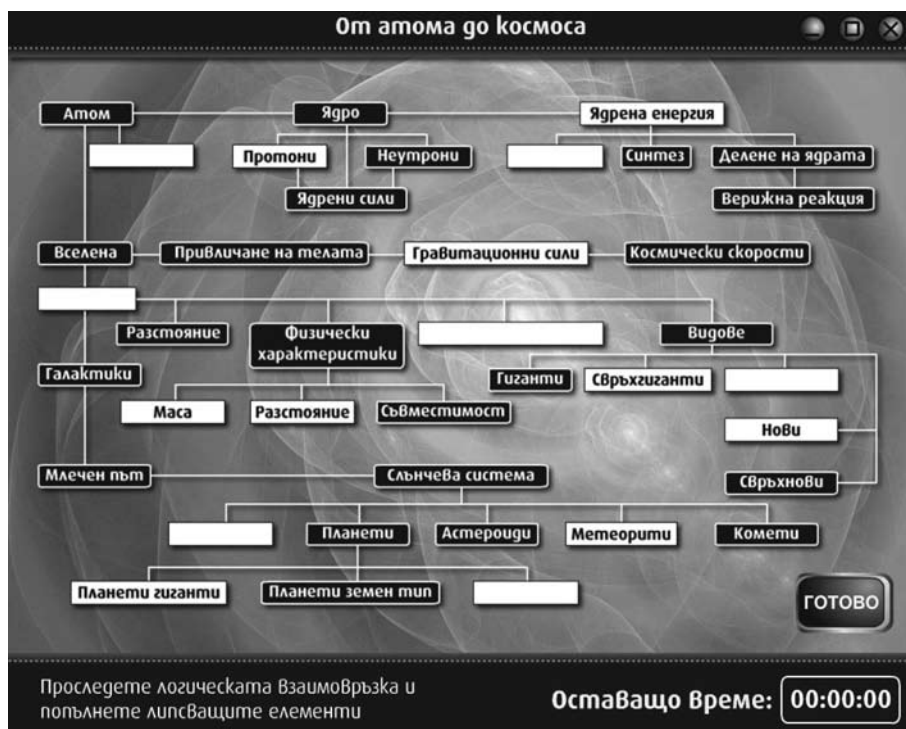 От атома до космоса
Атом
Ядро
Ядрена енергия
Протони
Неутрони
Синтез
Делене на ядрата
Ядрени сили
Верижна реакция
Вселена
Привличане на телата
Гравитационни сили
Космически скорости
Разстояние
Физически
характеристики
Видове
Галактики
Гиганти
Свръхгиганти
Маса
Разстояние
Съвместимост
Нови
Млечен път
Слънчева система
Свръхнови
Планети
Астероиди
Метеорити
Комети
Планети гиганти
Планети земен тип
ГОТОВО
Проследете логическата взаимовръзка и
попълнете липсващите елементи
Оставащо време:
00:00:00